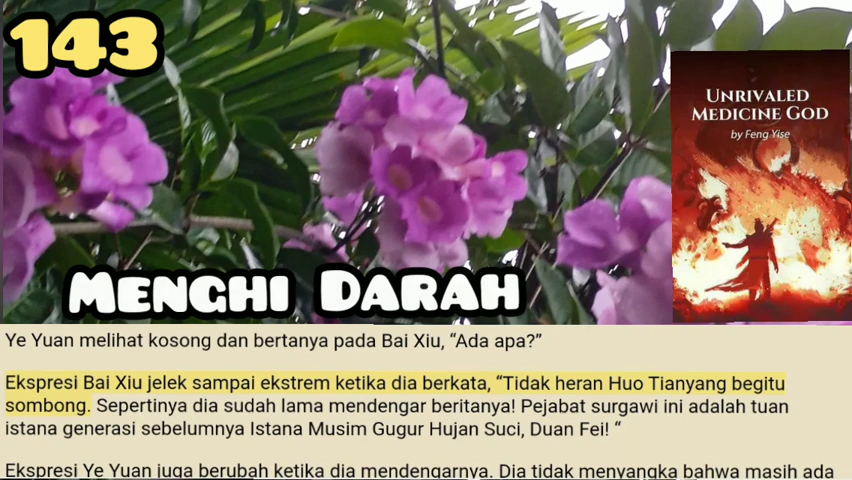 143
UNRIVALED
MEDICINE GOD
by Feng Yise
MENGHI DARAH
Ye Yuan melihat kosong dan bertanya pada Bai Xiu, “Ada apa?”
Ekspresi Bai Xiu jelek sampai ekstrem ketika dia berkata, “Tidak heran Huo Tianyang begitu
sombong. Sepertinya dia sudah lama mendengar beritanya! Pejabat surgawi ini adalah tuan
istana generasi sebelumnya Istana Musim Gugur Hujan Suci, Duan Fei! “
Ekspresi Ye Yuan juga berubah ketika dia mendengarnya. Dia tidak menyangka bahwa masih ada